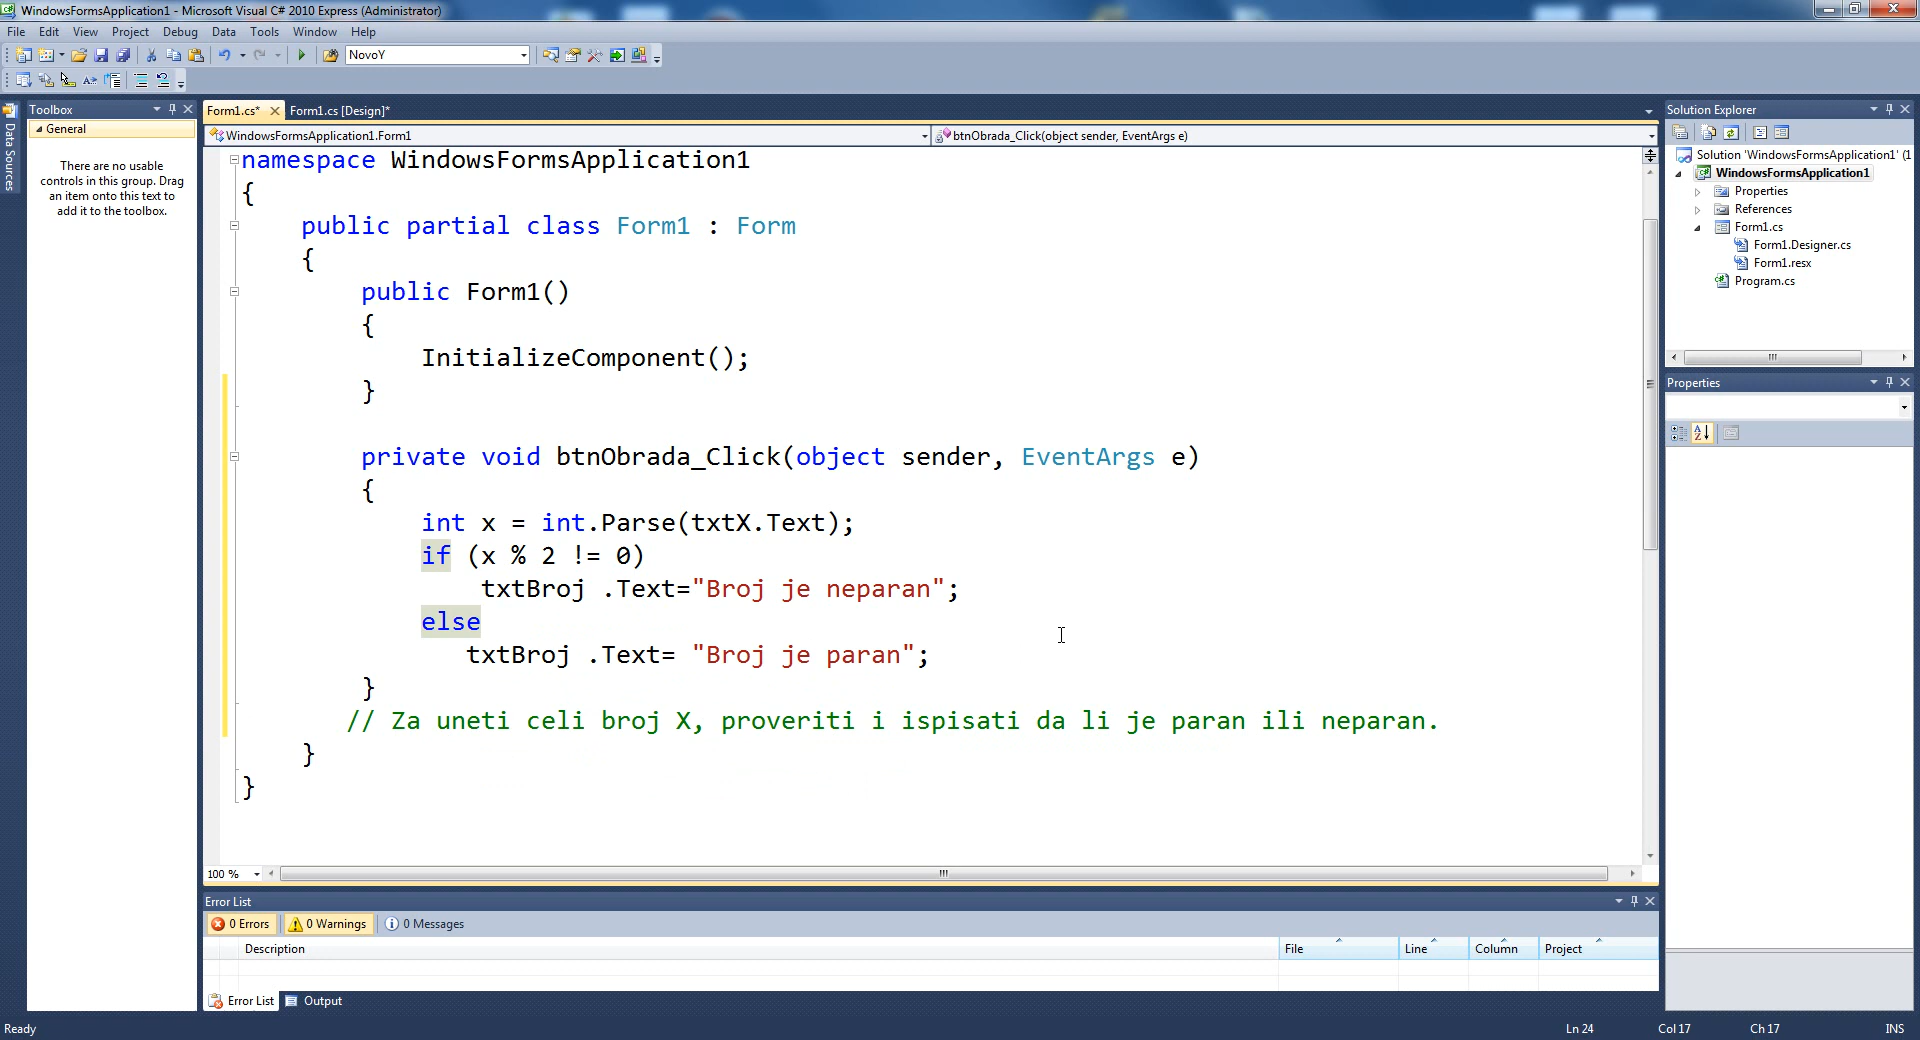 WindowsFormsApplication1 - Microsoft Visual C# 2010 Express (Administrator)
File Edit View Project Debug Data Tools Window Help
NovoY
Data Sources
Toolbox
General
There are no usable
controls in this group. Drag
an item onto this text to
add it to the toolbox.
Form1.cs* Form1.cs [Design]*
WindowsFormsApplication1.Form1 btnObrada_Click(object sender, EventArgs e)
namespace WindowsFormsApplication1
{
public partial class Form1 : Form
{
public Form1()
{
InitializeComponent();
}
private void btnObrada_Click(object sender, EventArgs e)
{
int x = int.Parse(txtX.Text);
if (x % 2 != 0)
txtBroj .Text="Broj je neparan";
else
txtBroj .Text= "Broj je paran";
}
// Za uneti celi broj X, proveriti i ispisati da li je paran ili neparan.
}
}
100 %
Solution Explorer
Solution 'WindowsFormsApplication1' (1
WindowsFormsApplication1
Properties
References
Form1.cs
Form1.Designer.cs
Form1.resx
Program.cs
Properties
Error List
0 Errors 0 Warnings 0 Messages
Description File Line Column Project
Error List Output
Ready Ln 24 Col 17 Ch 17 INS